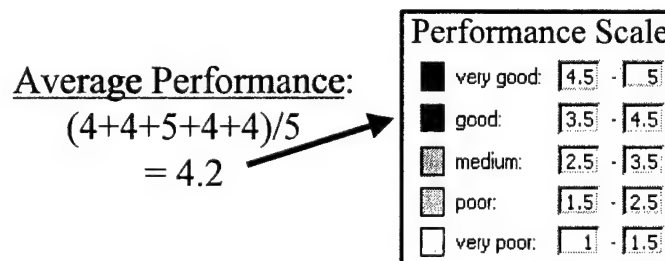 Average Performance:
(4+4+5+4+4)/5
= 4.2
Performance Scale
very good: 4.5 - 5
good: 3.5 - 4.5
medium: 2.5 - 3.5
poor: 1.5 - 2.5
very poor: 1 - 1.5